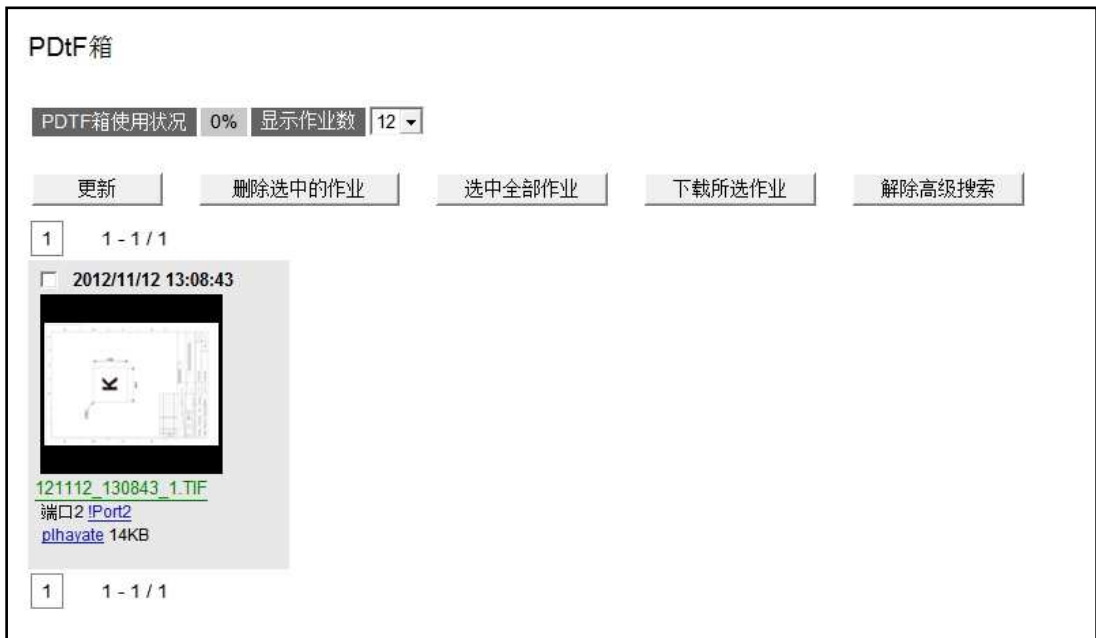 PDtF箱
PDTF箱使用状况 0% 显示作业数 12
更新 删除选中的作业 选中全部作业 下载所选作业 解除高级搜索
1 1 - 1 / 1
2012/11/12 13:08:43
K
121112_130843_1.TIF
端口2 !Port2
plhayate 14KB
1 1 - 1 / 1